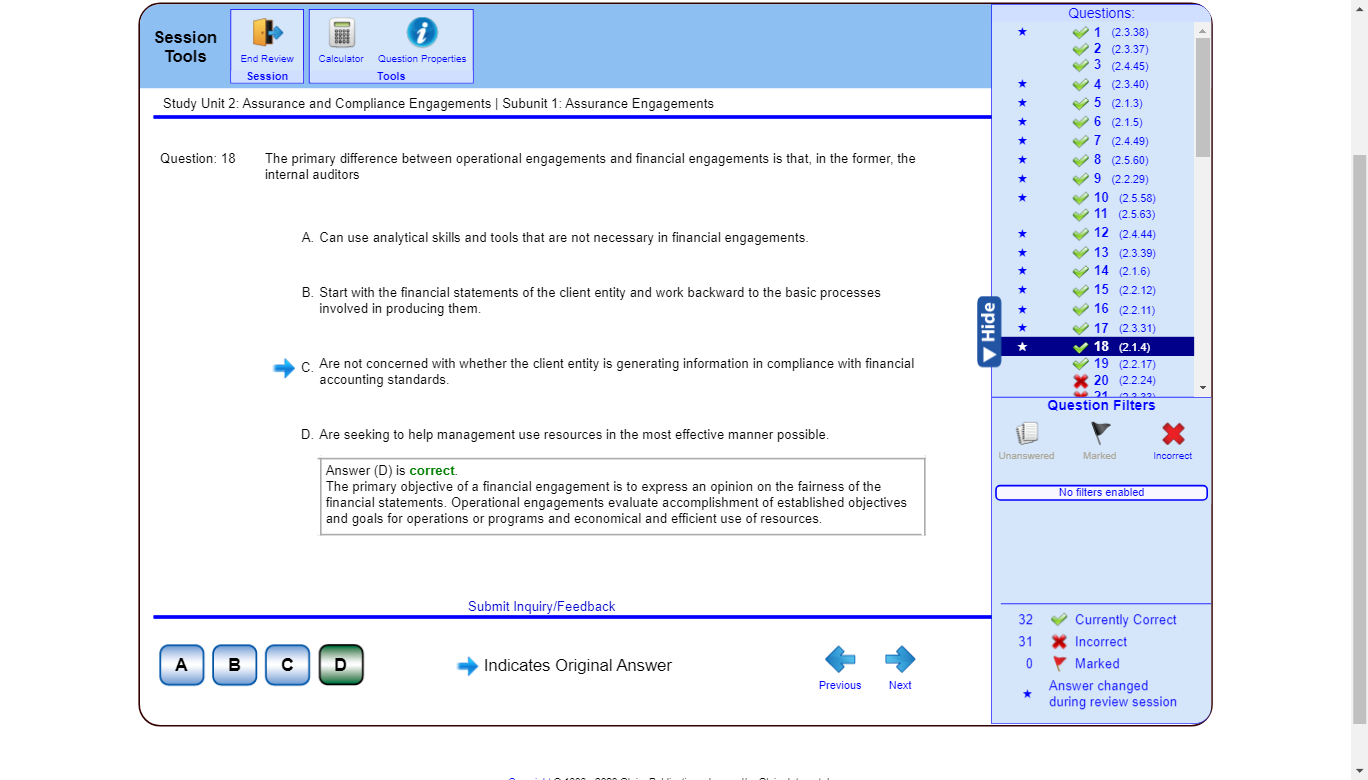 Session
Tools
End Review
Session
Calculator
Question Properties
Tools
Study Unit 2: Assurance and Compliance Engagements | Subunit 1: Assurance Engagements
Question: 18
The primary difference between operational engagements and financial engagements is that, in the former, the
internal auditors
A. Can use analytical skills and tools that are not necessary in financial engagements.
B. Start with the financial statements of the client entity and work backward to the basic processes
involved in producing them.
C. Are not concerned with whether the client entity is generating information in compliance with financial
accounting standards.
D. Are seeking to help management use resources in the most effective manner possible.
Answer (D) is correct.
The primary objective of a financial engagement is to express an opinion on the fairness of the
financial statements. Operational engagements evaluate accomplishment of established objectives
and goals for operations or programs and economical and efficient use of resources.
Submit Inquiry/Feedback
A
B
C
D
Indicates Original Answer
Previous
Next
Hide
Questions:
1 (2.3.38)
2 (2.3.37)
3 (2.4.45)
4 (2.3.40)
5 (2.1.3)
6 (2.1.5)
7 (2.4.49)
8 (2.5.60)
9 (2.2.29)
10 (2.5.58)
11 (2.5.63)
12 (2.4.44)
13 (2.3.39)
14 (2.1.6)
15 (2.2.12)
16 (2.2.11)
17 (2.3.31)
18 (2.1.4)
19 (2.2.17)
20 (2.2.24)
21
Question Filters
Unanswered
Marked
Incorrect
No filters enabled
32 Currently Correct
31 Incorrect
0 Marked
Answer changed
during review session